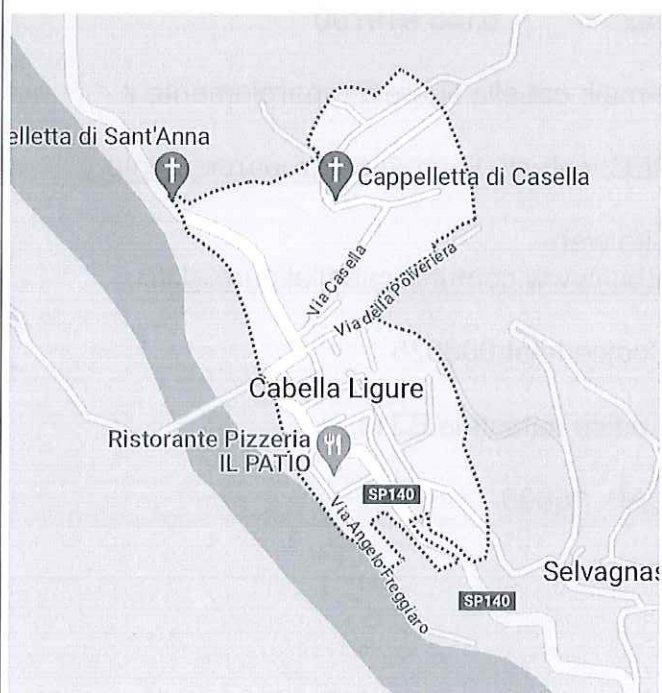 elletta di Sant'Anna
Cappelletta di Casella
Via Casella
Via della Polveriera
Cabella Ligure
Ristorante Pizzeria
IL PATIO
SP140
Via Angelo Freggiaro
Selvagnas
SP140